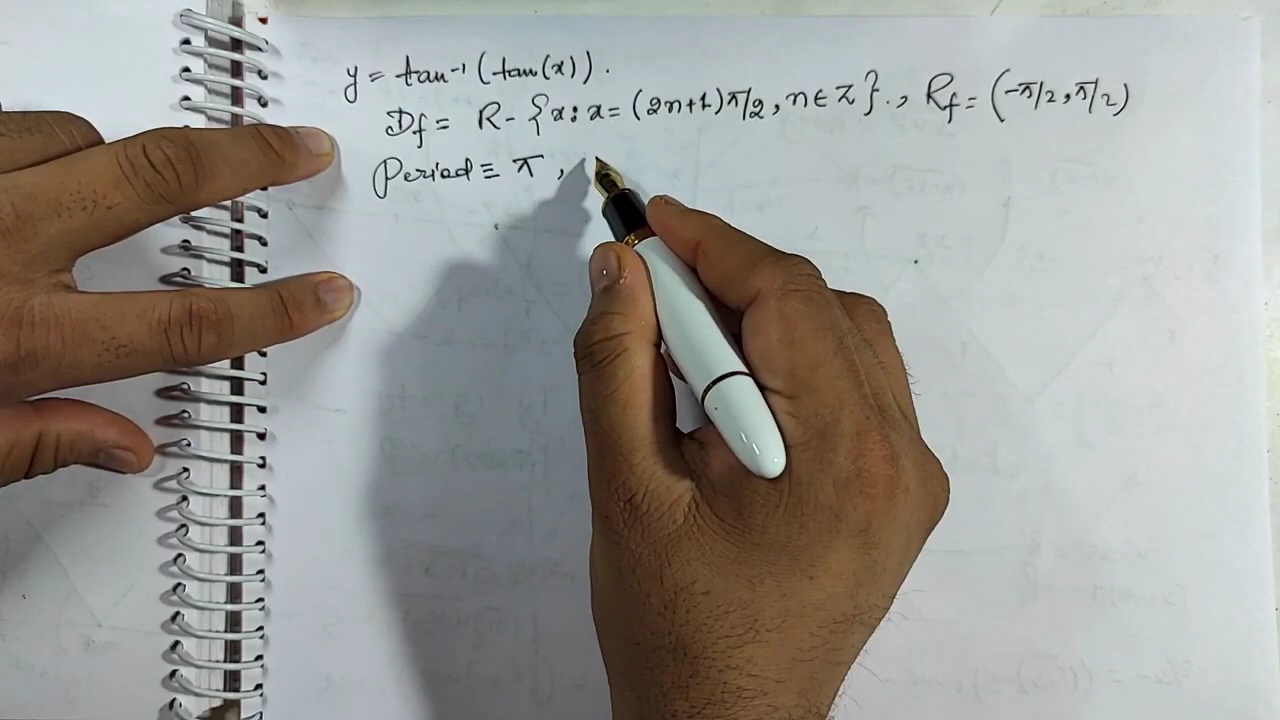 y = tan⁻¹(tan(x)).
Df = R - {x : x = (2n+1)π/2, n ∈ Z}., Rf = (-π/2, π/2)
Period ≡ π ,